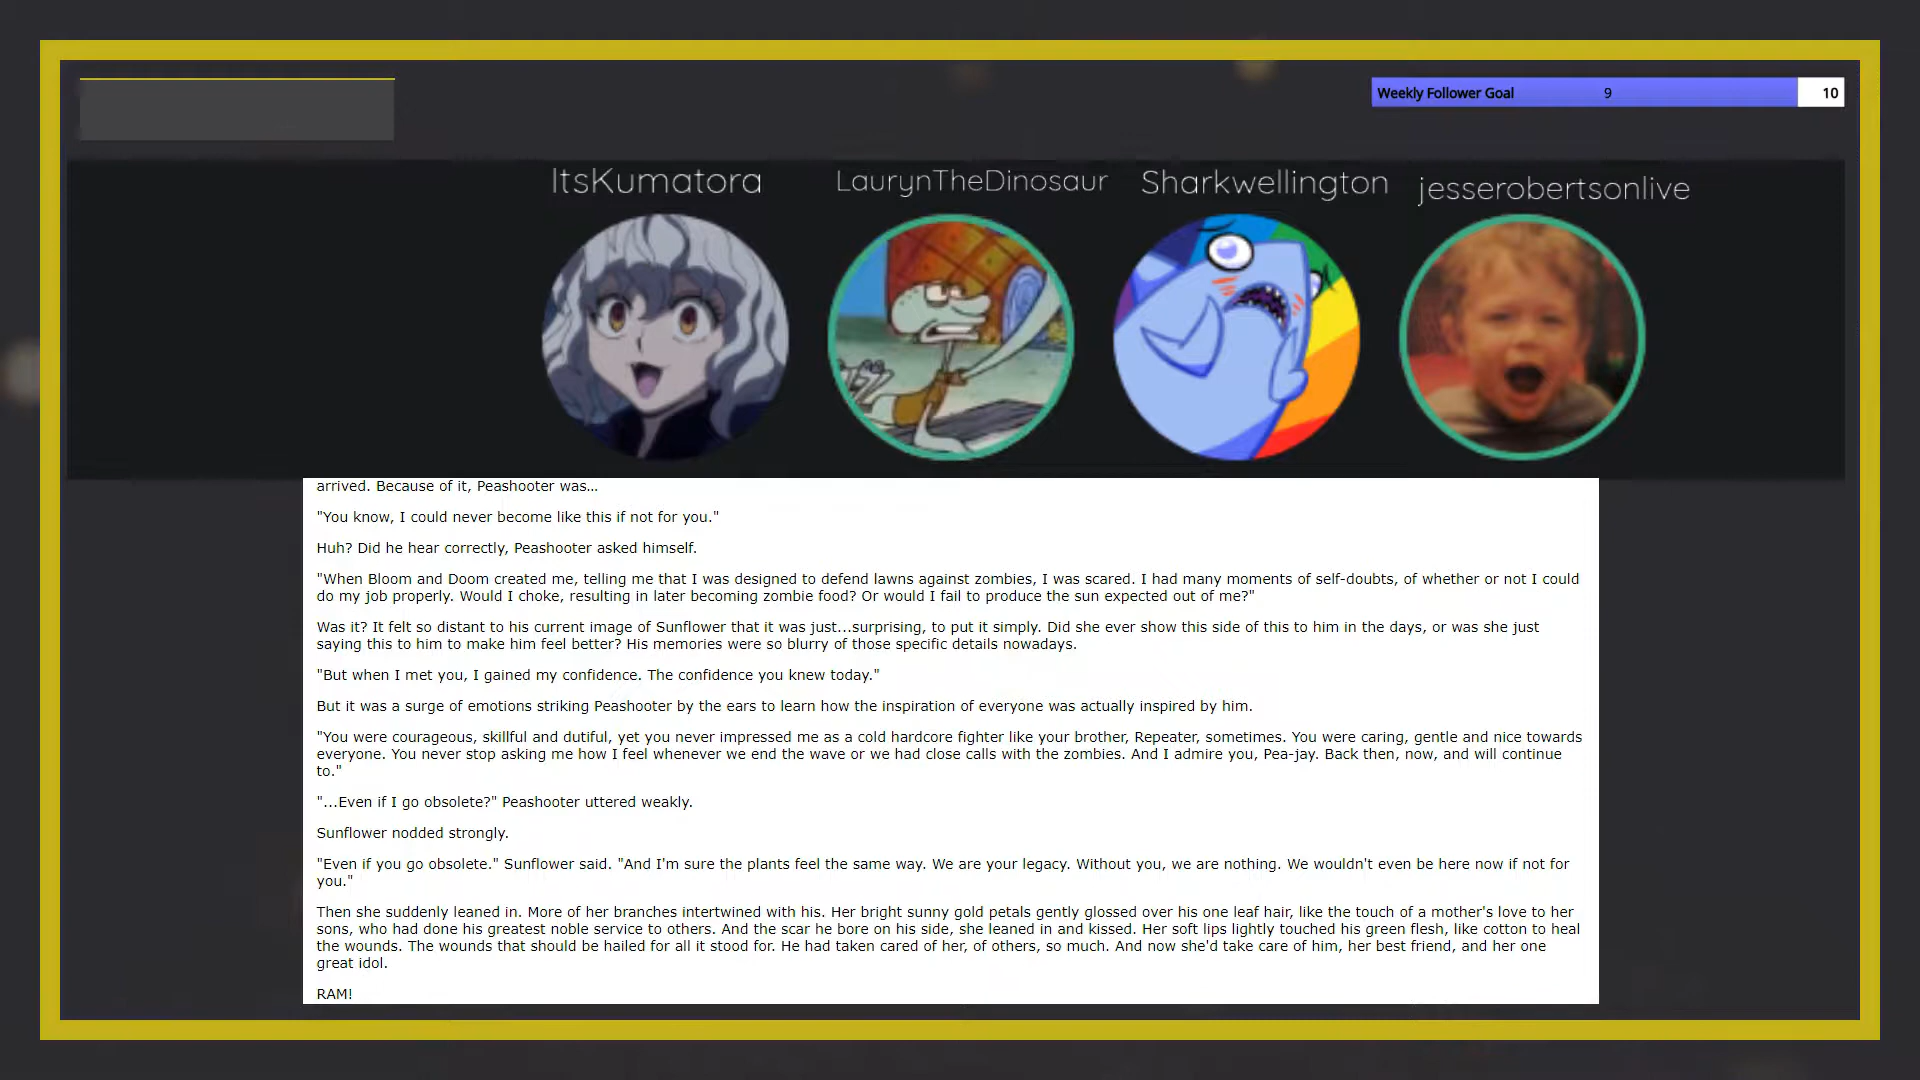 Weekly Follower Goal 9 10
ItsKumatora LaurynTheDinosaur Sharkwellington jesserobertsonlive
arrived. Because of it, Peashooter was...
"You know, I could never become like this if not for you."
Huh? Did he hear correctly, Peashooter asked himself.
"When Bloom and Doom created me, telling me that I was designed to defend lawns against zombies, I was scared. I had many moments of self-doubts, of whether or not I could
do my job properly. Would I choke, resulting in later becoming zombie food? Or would I fail to produce the sun expected out of me?"
Was it? It felt so distant to his current image of Sunflower that it was just...surprising, to put it simply. Did she ever show this side of this to him in the days, or was she just
saying this to him to make him feel better? His memories were so blurry of those specific details nowadays.
"But when I met you, I gained my confidence. The confidence you knew today."
But it was a surge of emotions striking Peashooter by the ears to learn how the inspiration of everyone was actually inspired by him.
"You were courageous, skillful and dutiful, yet you never impressed me as a cold hardcore fighter like your brother, Repeater, sometimes. You were caring, gentle and nice towards
everyone. You never stop asking me how I feel whenever we end the wave or we had close calls with the zombies. And I admire you, Pea-jay. Back then, now, and will continue
to."
"...Even if I go obsolete?" Peashooter uttered weakly.
Sunflower nodded strongly.
"Even if you go obsolete." Sunflower said. "And I'm sure the plants feel the same way. We are your legacy. Without you, we are nothing. We wouldn't even be here now if not for
you."
Then she suddenly leaned in. More of her branches intertwined with his. Her bright sunny gold petals gently glossed over his one leaf hair, like the touch of a mother's love to her
sons, who had done his greatest noble service to others. And the scar he bore on his side, she leaned in and kissed. Her soft lips lightly touched his green flesh, like cotton to heal
the wounds. The wounds that should be hailed for all it stood for. He had taken cared of her, of others, so much. And now she'd take care of him, her best friend, and her one
great idol.
RAM!